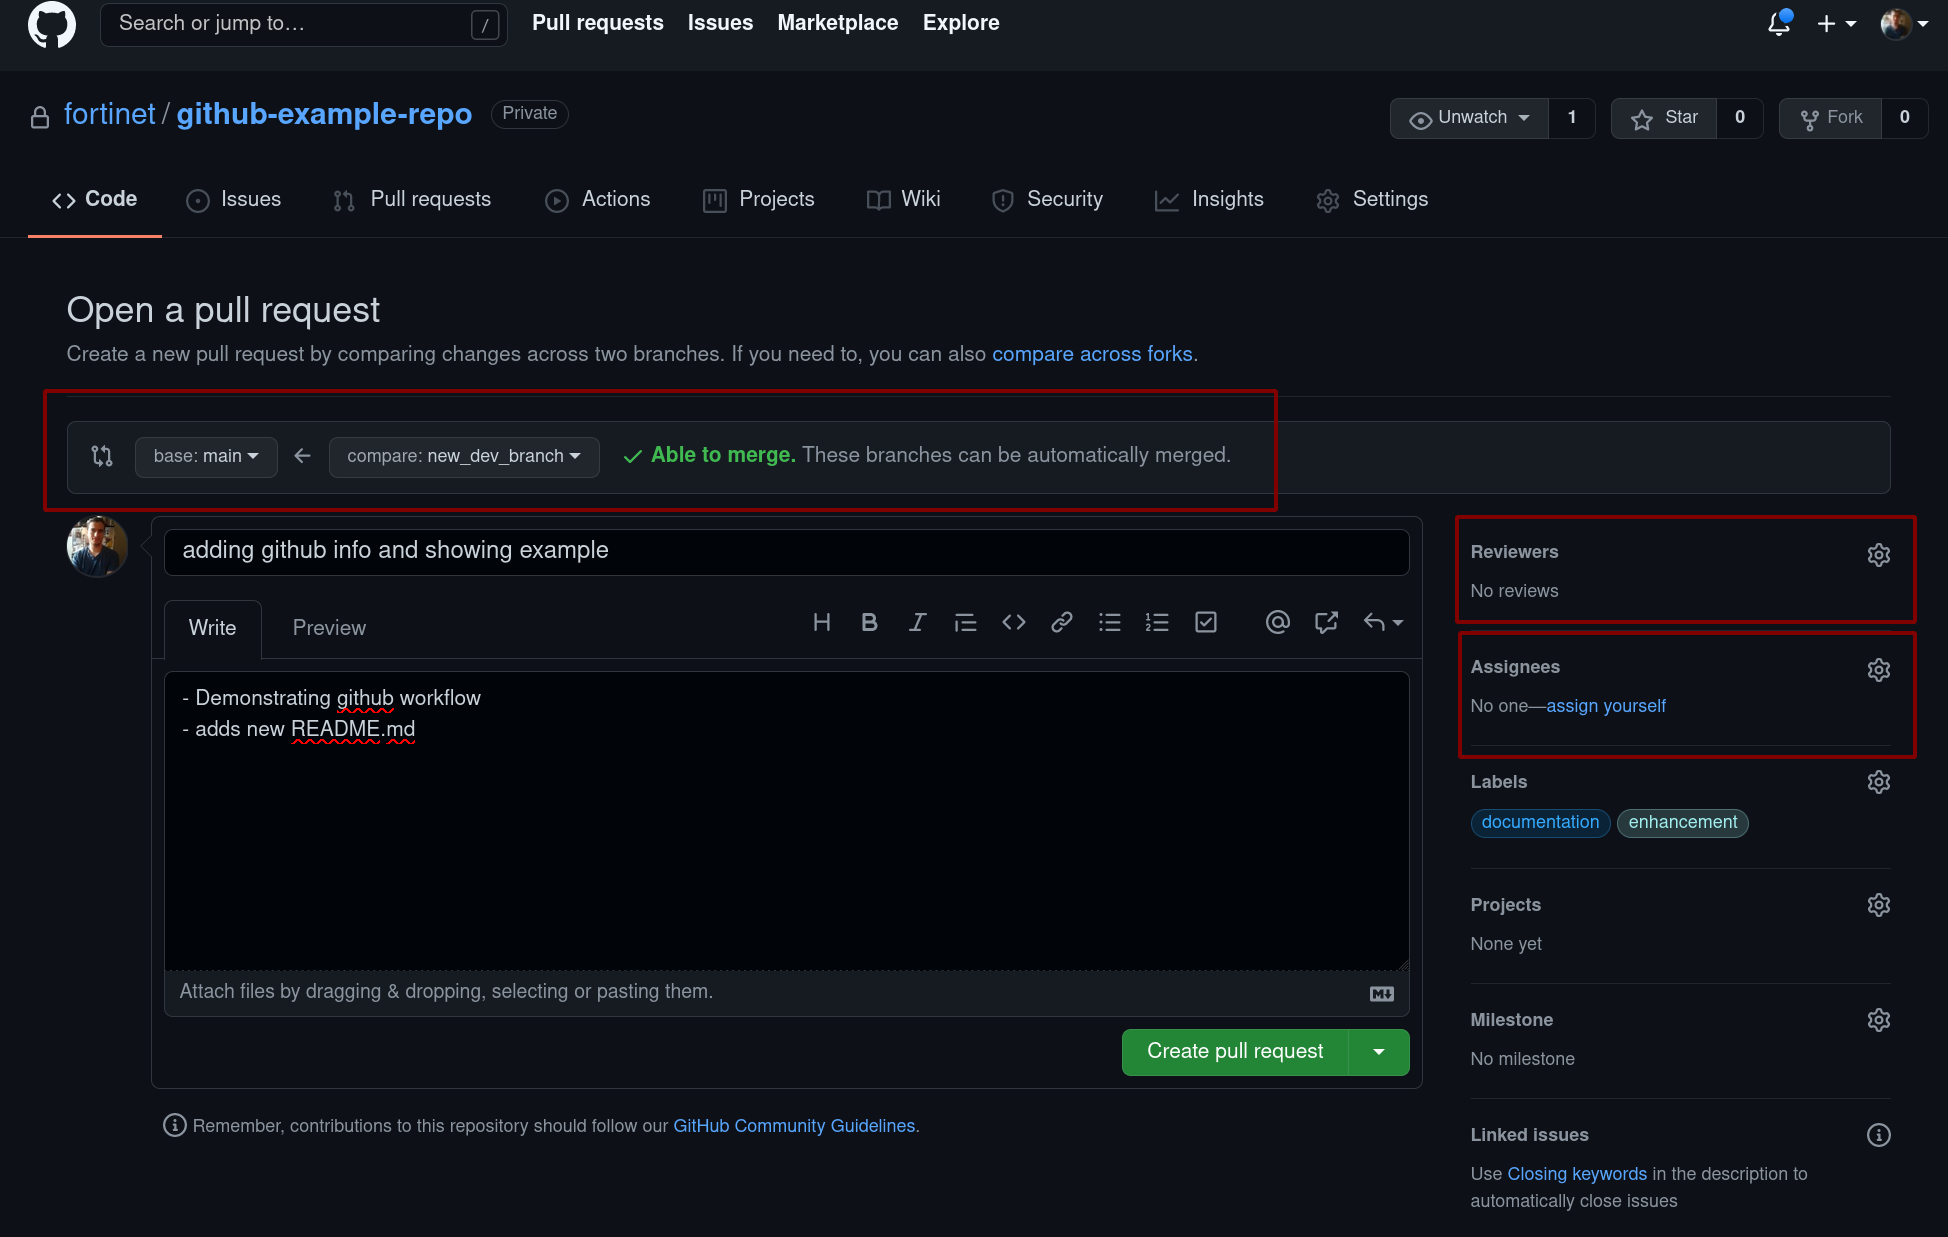 Search or jump to… /
Pull requests Issues Marketplace Explore
fortinet / github-example-repo Private
Unwatch 1 Star 0 Fork 0
Code Issues Pull requests Actions Projects Wiki Security Insights Settings
Open a pull request
Create a new pull request by comparing changes across two branches. If you need to, you can also compare across forks.
base: main compare: new_dev_branch Able to merge. These branches can be automatically merged.
adding github info and showing example
Write Preview
- Demonstrating github workflow
- adds new README.md
Attach files by dragging & dropping, selecting or pasting them.
Create pull request
Remember, contributions to this repository should follow our GitHub Community Guidelines.
Reviewers
No reviews
Assignees
No one—assign yourself
Labels
documentation enhancement
Projects
None yet
Milestone
No milestone
Linked issues
Use Closing keywords in the description to
automatically close issues